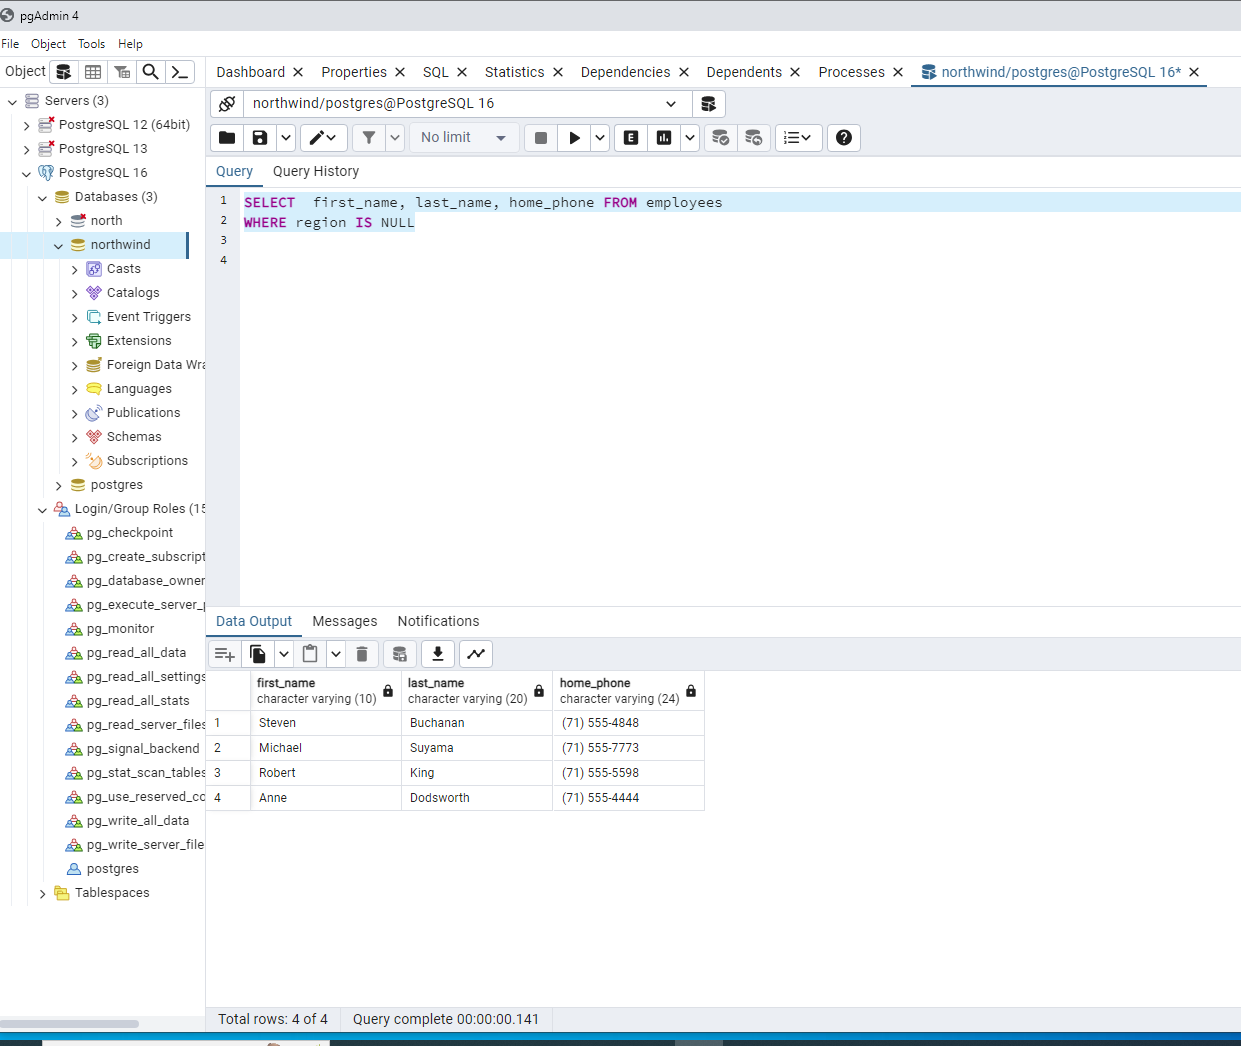 pgAdmin 4
File Object Tools Help
Object
Dashboard Properties SQL Statistics Dependencies Dependents Processes northwind/postgres@PostgreSQL 16*
Servers (3)
PostgreSQL 12 (64bit)
PostgreSQL 13
PostgreSQL 16
Databases (3)
north
northwind
Casts
Catalogs
Event Triggers
Extensions
Foreign Data Wra
Languages
Publications
Schemas
Subscriptions
postgres
Login/Group Roles (15
pg_checkpoint
pg_create_subscript
pg_database_owner
pg_execute_server_p
pg_monitor
pg_read_all_data
pg_read_all_settings
pg_read_all_stats
pg_read_server_files
pg_signal_backend
pg_stat_scan_tables
pg_use_reserved_co
pg_write_all_data
pg_write_server_file
postgres
Tablespaces
northwind/postgres@PostgreSQL 16
No limit E
Query Query History
1 SELECT first_name, last_name, home_phone FROM employees
2 WHERE region IS NULL
3
4
Data Output Messages Notifications
first_name last_name home_phone
character varying (10) character varying (20) character varying (24)
1 Steven Buchanan (71) 555-4848
2 Michael Suyama (71) 555-7773
3 Robert King (71) 555-5598
4 Anne Dodsworth (71) 555-4444
Total rows: 4 of 4 Query complete 00:00:00.141